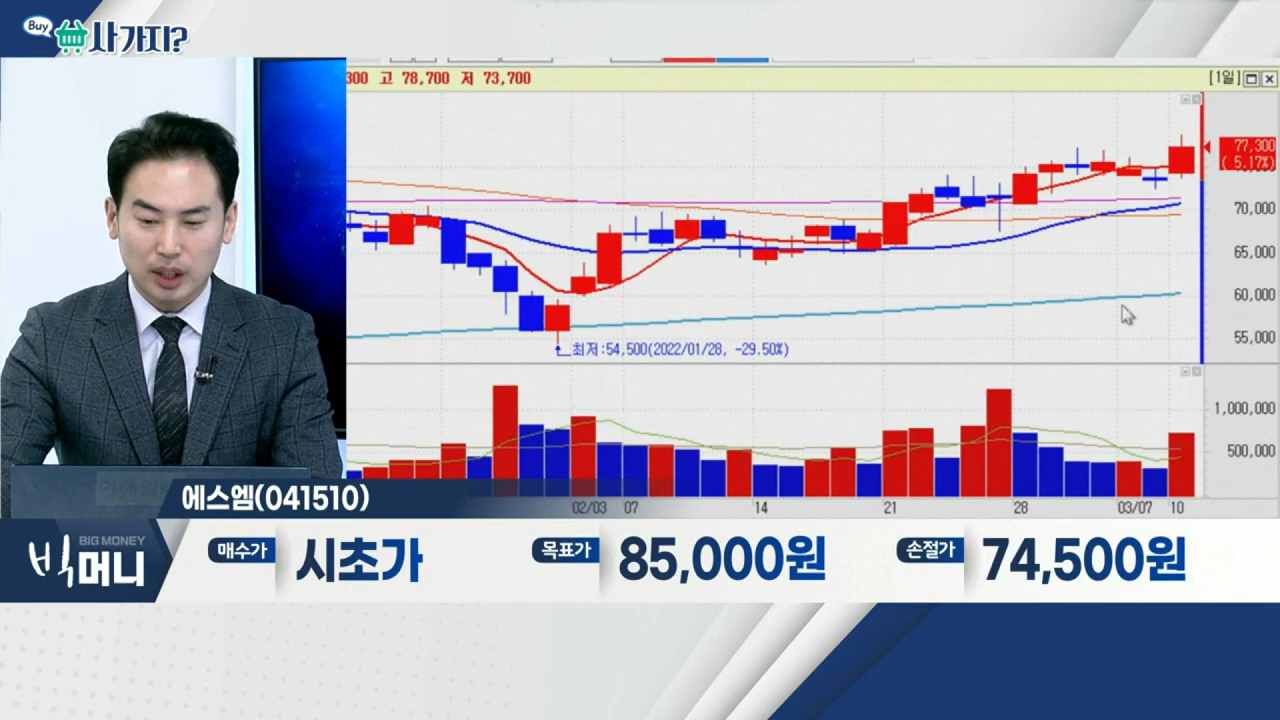 Buy
사가지?
300 고 78,700 저 73,700
[1일]
77,300
( 5.17%)
70,000
65,000
60,000
55,000
최저:54,500(2022/01/28, -29.50%)
1,000,000
500,000
02/03 07 14 21 28 03/07 10
에스엠(041510)
BIG MONEY
빅머니
매수가 시초가 목표가 85,000원 손절가 74,500원